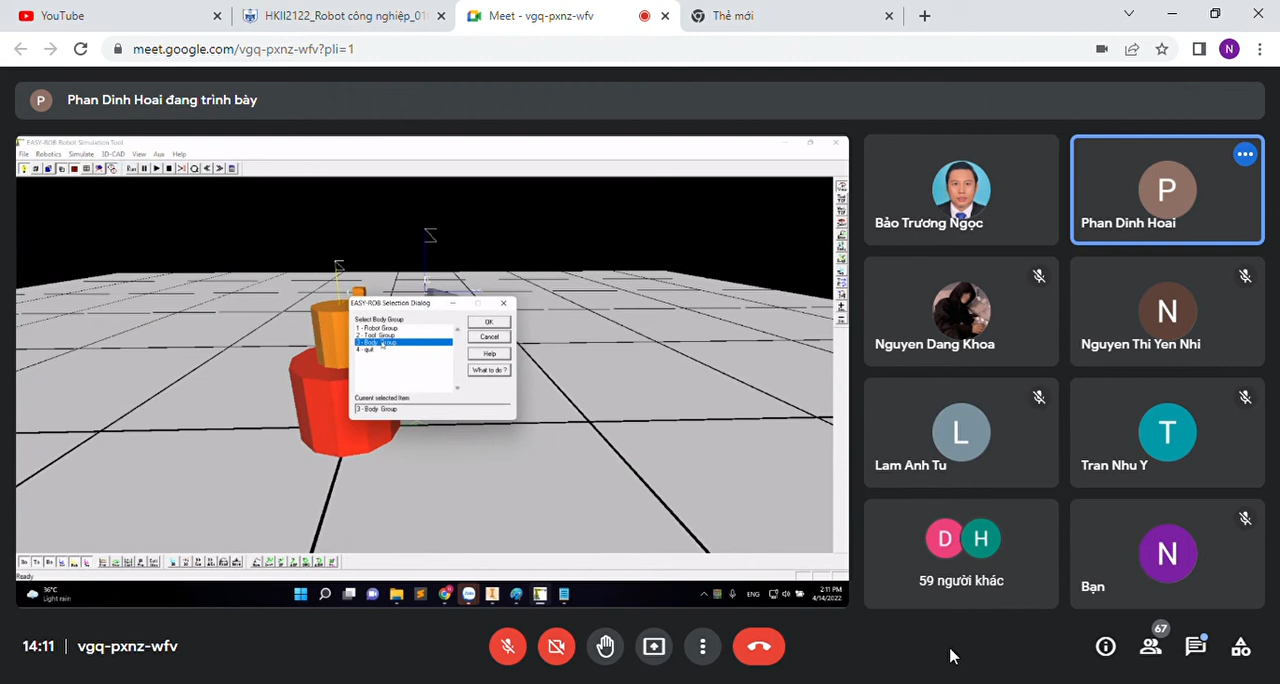 YouTube
HKII2122_Robot công nghiệp_01
Meet - vgq-pxnz-wfv
Thẻ mới
meet.google.com/vgq-pxnz-wfv?pli=1
N
P
Phan Dinh Hoai đang trình bày
EASY-ROB Robot Simulation Tool
File Robotics Simulate 3D-CAD View Aux Help
EASY-ROB Selection Dialog
Select Body Group
1 - Robot Group
2 - Tool Group
3 - Body Group
4 - quit
OK
Cancel
Help
What to do ?
Current selected Item
3 - Body Group
Ready
36°C
Light rain
ENG
2:11 PM
4/14/2022
Bảo Trương Ngọc
P
Phan Dinh Hoai
Nguyen Dang Khoa
N
Nguyen Thi Yen Nhi
L
Lam Anh Tu
T
Tran Nhu Y
D H
59 người khác
N
Bạn
14:11 | vgq-pxnz-wfv
67